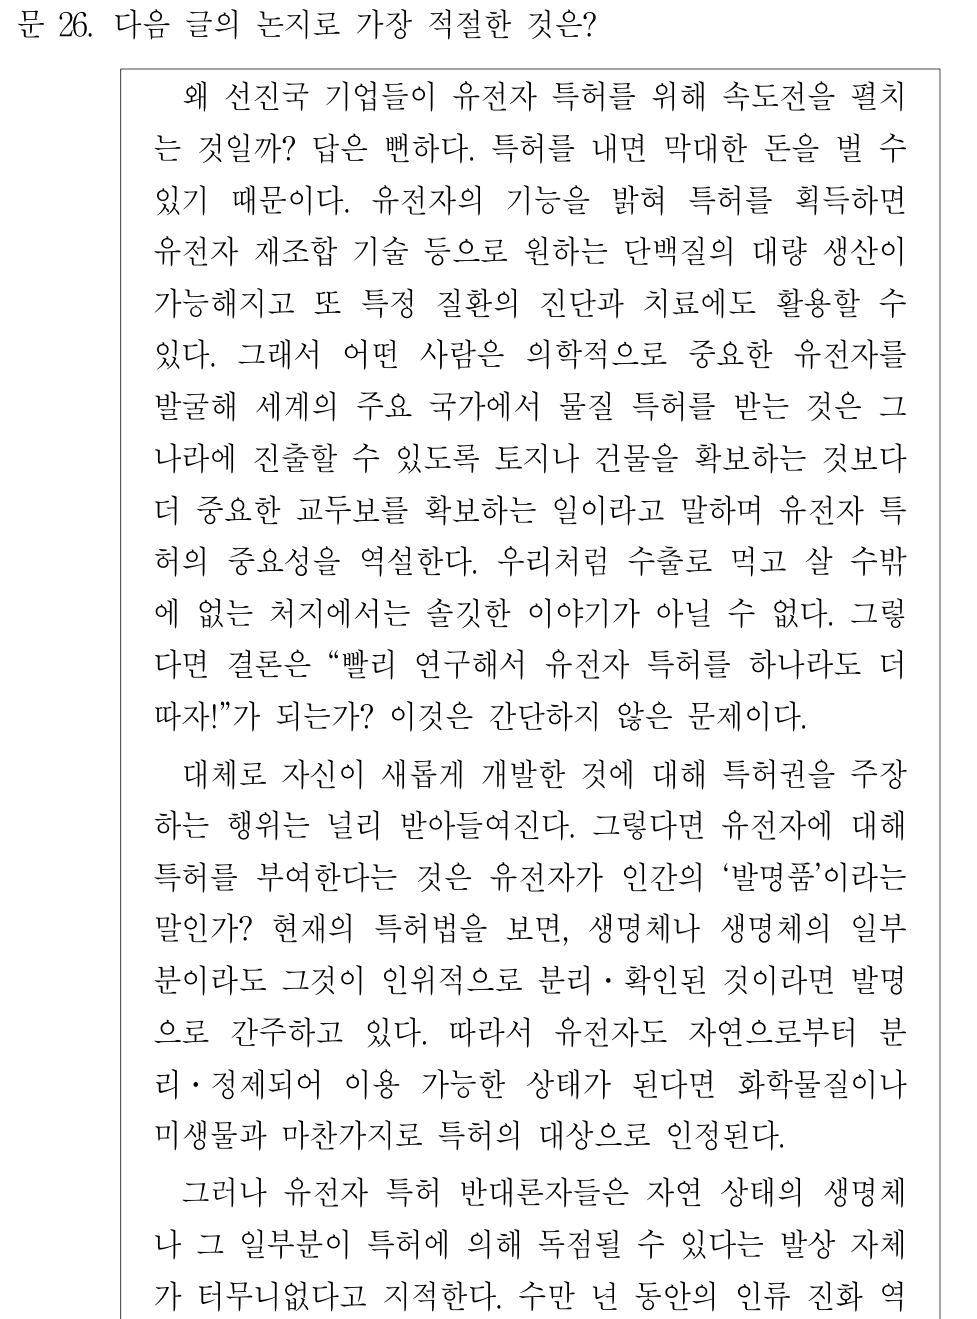 문 26. 다음 글의 논지로 가장 적절한 것은?
왜 선진국 기업들이 유전자 특허를 위해 속도전을 펼치
는 것일까? 답은 뻔하다. 특허를 내면 막대한 돈을 벌 수
있기 때문이다. 유전자의 기능을 밝혀 특허를 획득하면
유전자 재조합 기술 등으로 원하는 단백질의 대량 생산이
가능해지고 또 특정 질환의 진단과 치료에도 활용할 수
있다. 그래서 어떤 사람은 의학적으로 중요한 유전자를
발굴해 세계의 주요 국가에서 물질 특허를 받는 것은 그
나라에 진출할 수 있도록 토지나 건물을 확보하는 것보다
더 중요한 교두보를 확보하는 일이라고 말하며 유전자 특
허의 중요성을 역설한다. 우리처럼 수출로 먹고 살 수밖
에 없는 처지에서는 솔깃한 이야기가 아닐 수 없다. 그렇
다면 결론은 “빨리 연구해서 유전자 특허를 하나라도 더
따자!”가 되는가? 이것은 간단하지 않은 문제이다.
대체로 자신이 새롭게 개발한 것에 대해 특허권을 주장
하는 행위는 널리 받아들여진다. 그렇다면 유전자에 대해
특허를 부여한다는 것은 유전자가 인간의 ‘발명품’이라는
말인가? 현재의 특허법을 보면, 생명체나 생명체의 일부
분이라도 그것이 인위적으로 분리･확인된 것이라면 발명
으로 간주하고 있다. 따라서 유전자도 자연으로부터 분
리･정제되어 이용 가능한 상태가 된다면 화학물질이나
미생물과 마찬가지로 특허의 대상으로 인정된다.
그러나 유전자 특허 반대론자들은 자연 상태의 생명체
나 그 일부분이 특허에 의해 독점될 수 있다는 발상 자체
가 터무니없다고 지적한다. 수만 년 동안의 인류 진화 역